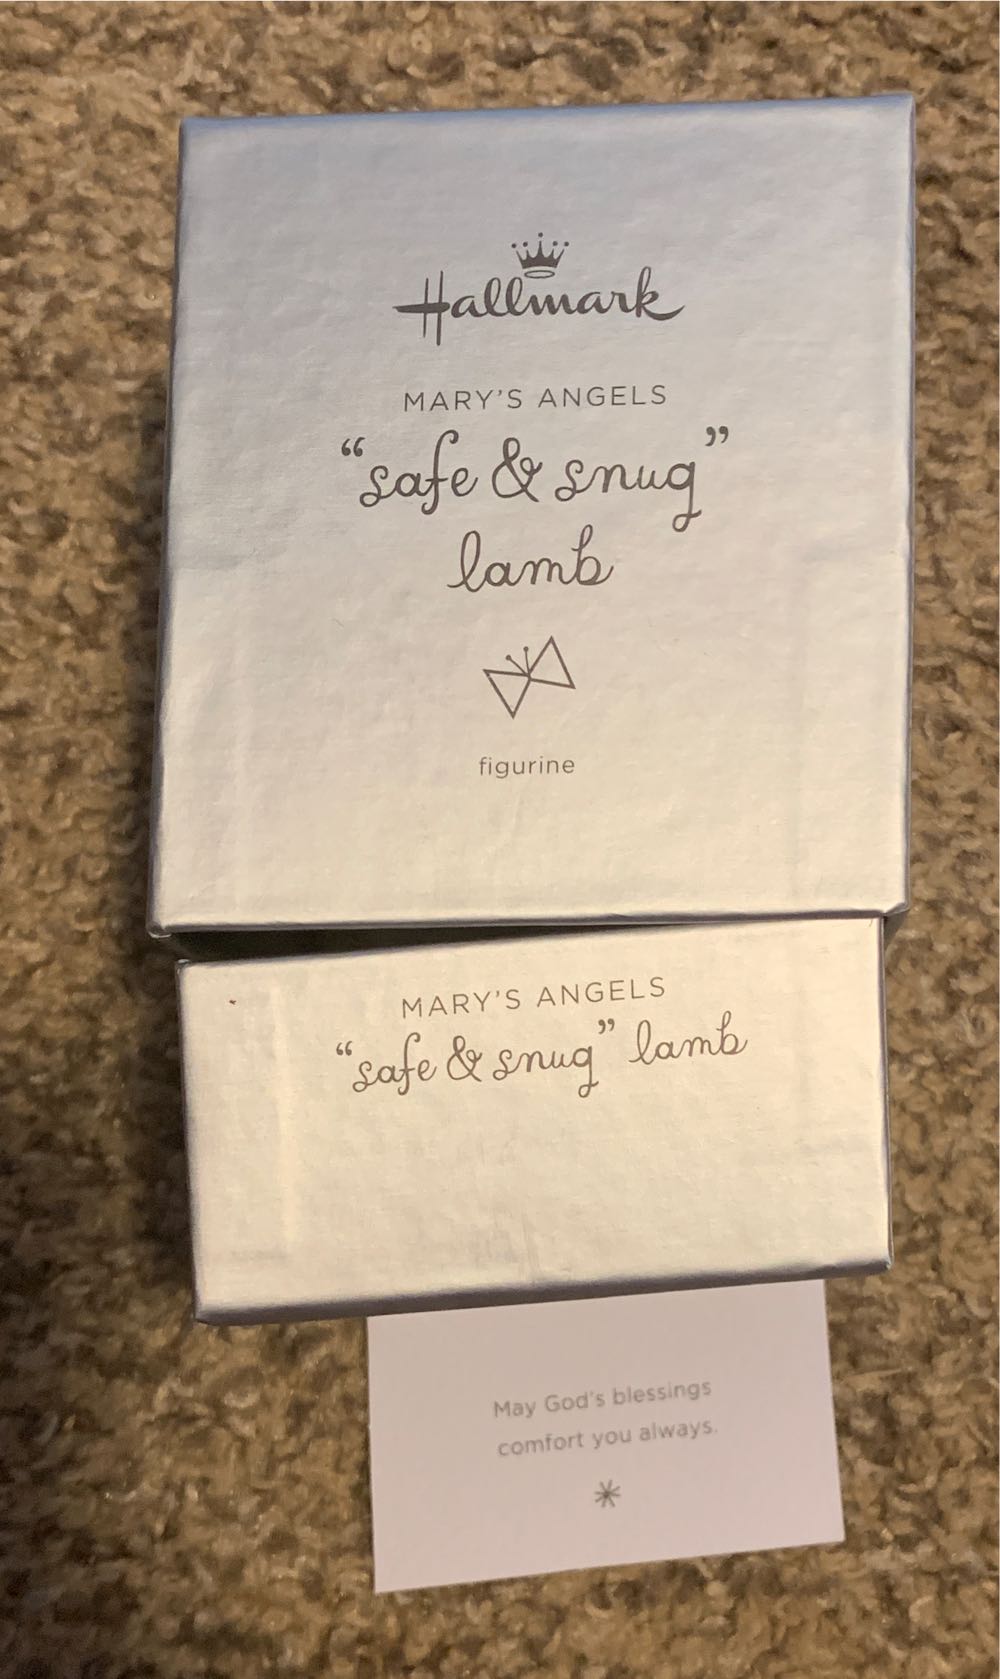 Hallmark
MARY'S ANGELS
“safe & snug”
lamb
figurine
MARY'S ANGELS
“safe & snug” lamb
May God's blessings
comfort you always.